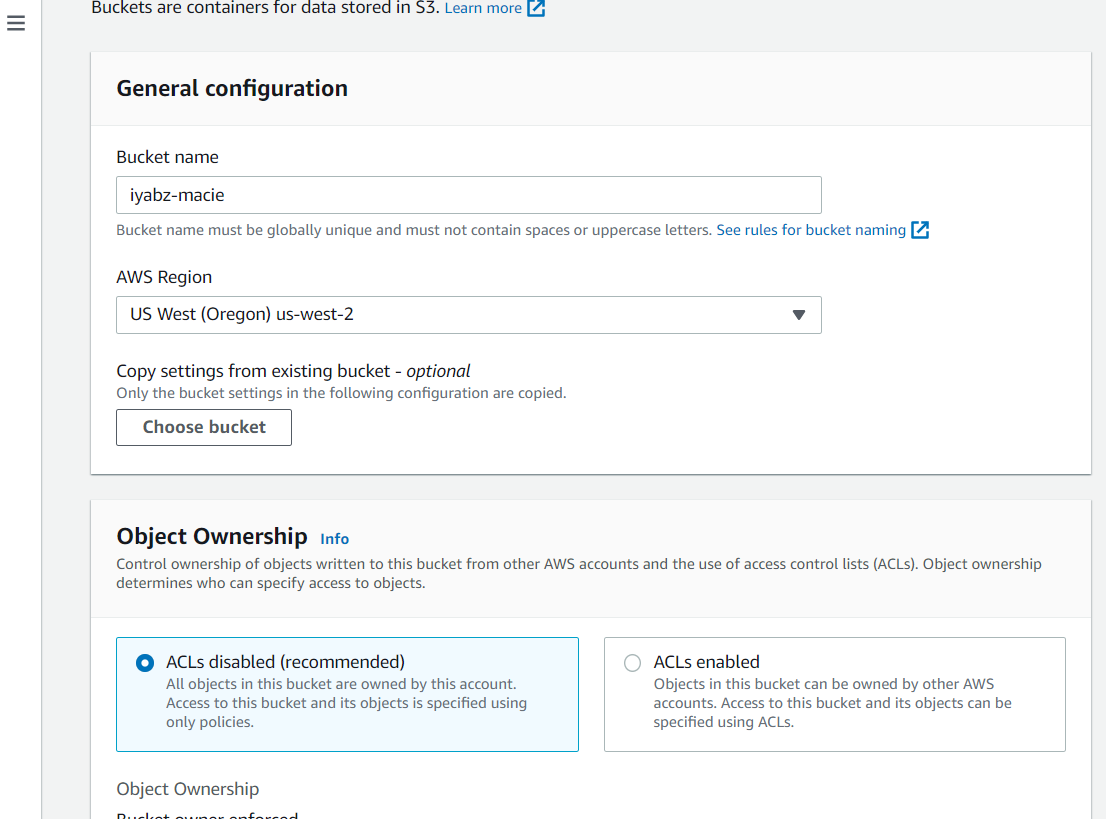 Buckets are containers for data stored in S3. Learn more
General configuration
Bucket name
iyabz-macie
Bucket name must be globally unique and must not contain spaces or uppercase letters. See rules for bucket naming
AWS Region
US West (Oregon) us-west-2
Copy settings from existing bucket - optional
Only the bucket settings in the following configuration are copied.
Choose bucket
Object Ownership Info
Control ownership of objects written to this bucket from other AWS accounts and the use of access control lists (ACLs). Object ownership
determines who can specify access to objects.
ACLs disabled (recommended)
All objects in this bucket are owned by this account.
Access to this bucket and its objects is specified using
only policies.
ACLs enabled
Objects in this bucket can be owned by other AWS
accounts. Access to this bucket and its objects can be
specified using ACLs.
Object Ownership
Bucket owner enforced